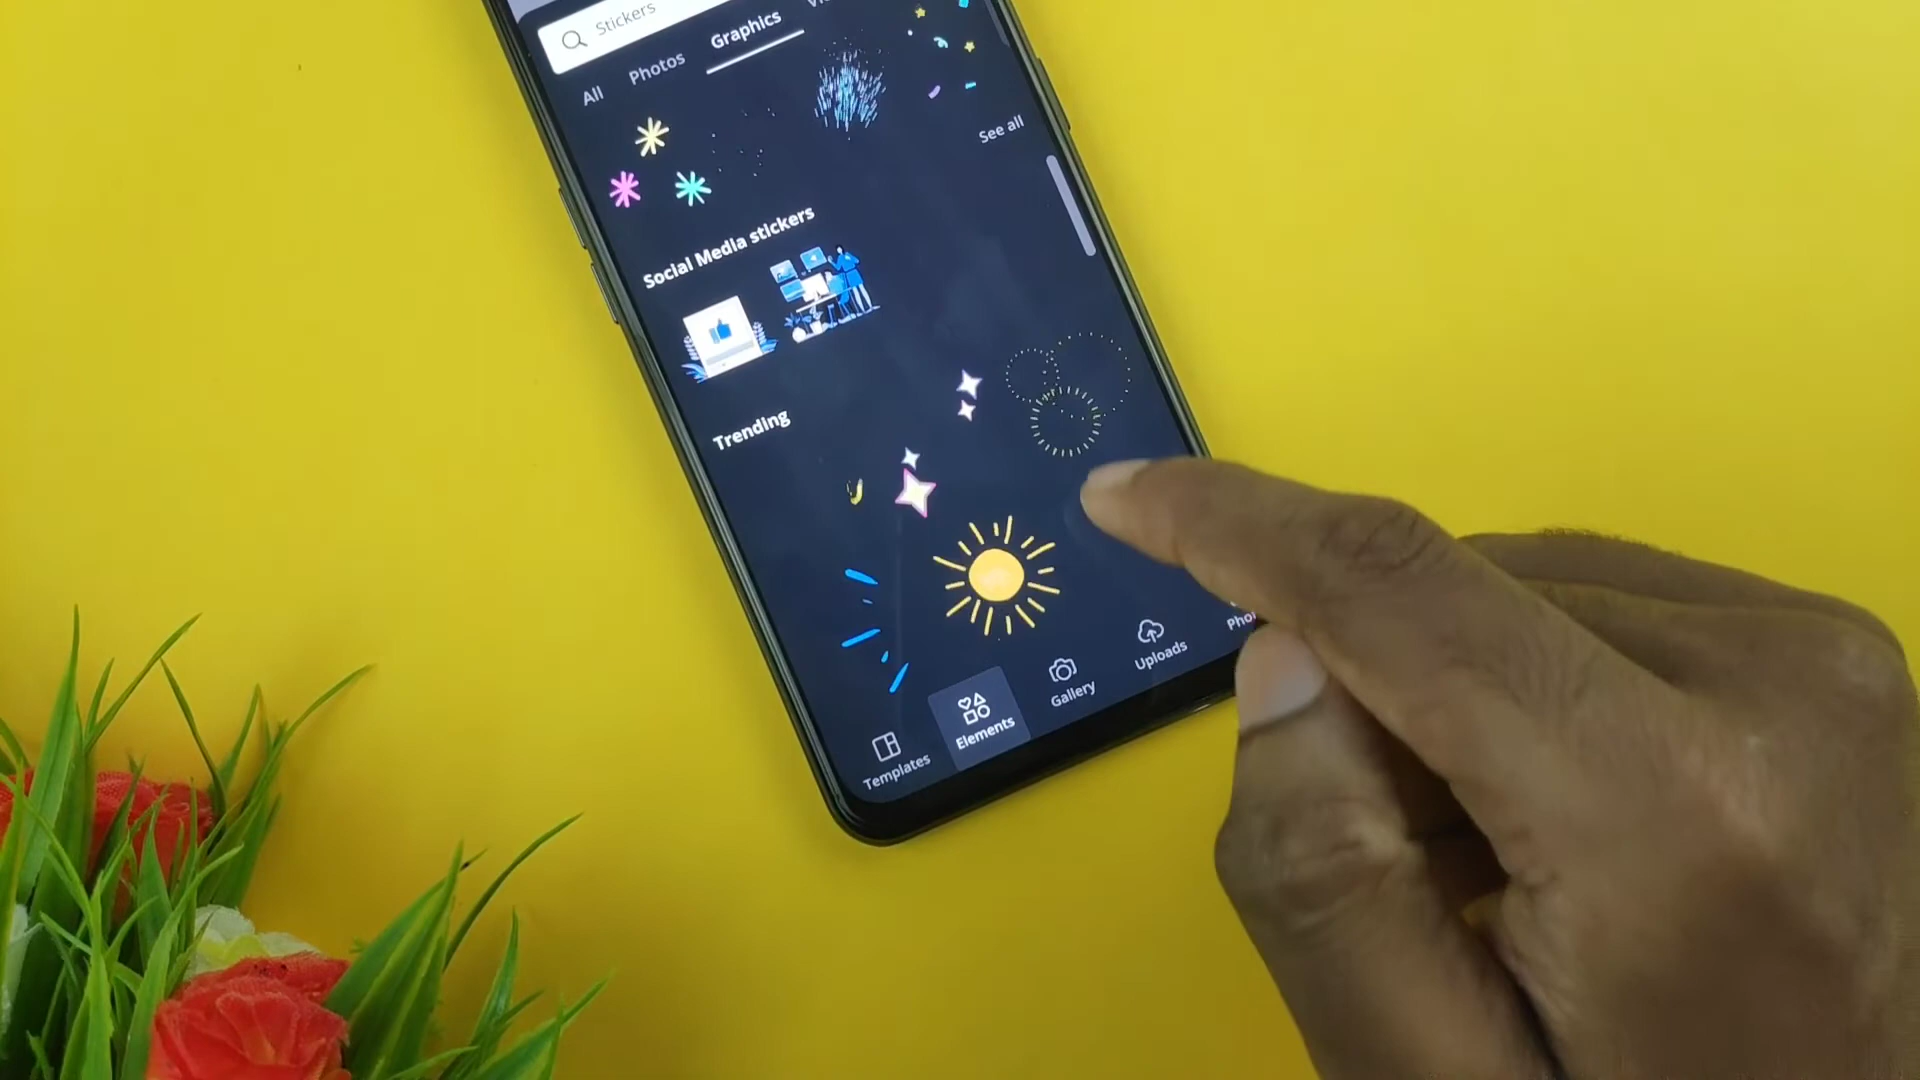 Stickers
All
Photos
Graphics
See all
Social Media stickers
Trending
Templates
Elements
Gallery
Uploads